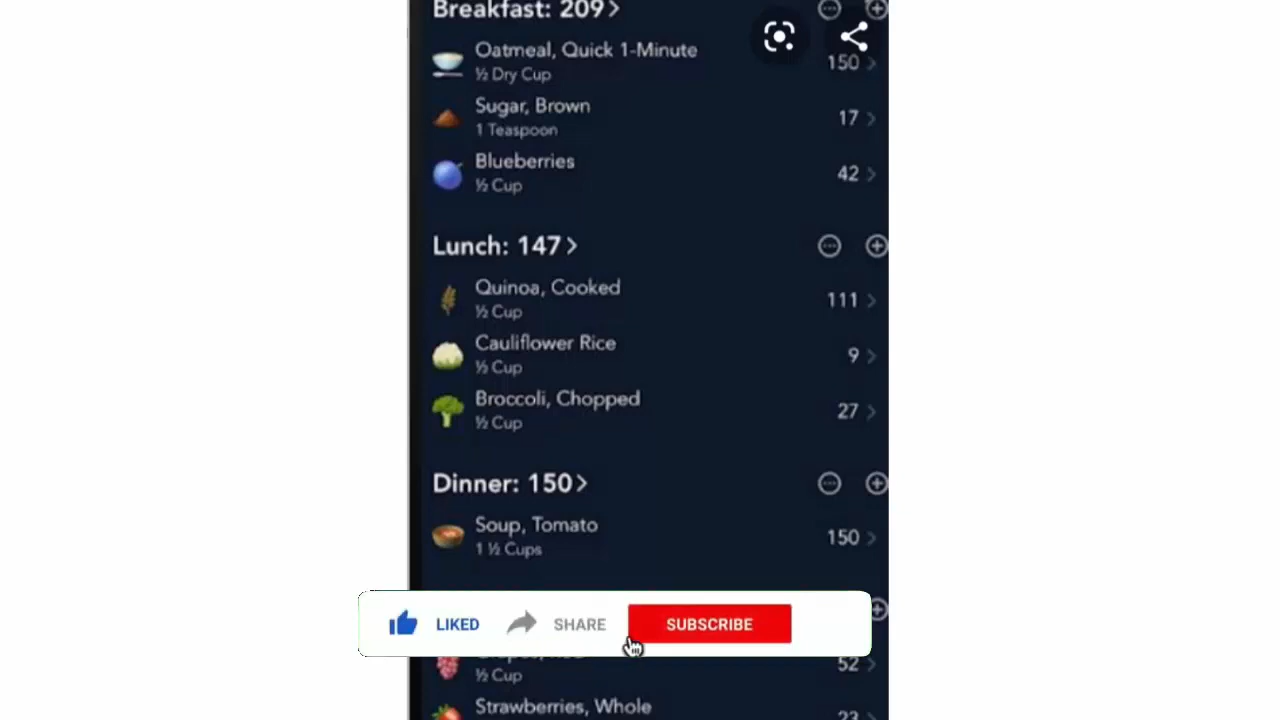 Breakfast: 209 >
Oatmeal, Quick 1-Minute
½ Dry Cup
150 >
Sugar, Brown
1 Teaspoon
17 >
Blueberries
½ Cup
42 >
Lunch: 147 >
Quinoa, Cooked
½ Cup
111 >
Cauliflower Rice
½ Cup
9 >
Broccoli, Chopped
½ Cup
27 >
Dinner: 150 >
Soup, Tomato
1 ½ Cups
150 >
LIKED
SHARE
SUBSCRIBE
½ Cup
52 >
Strawberries, Whole
23